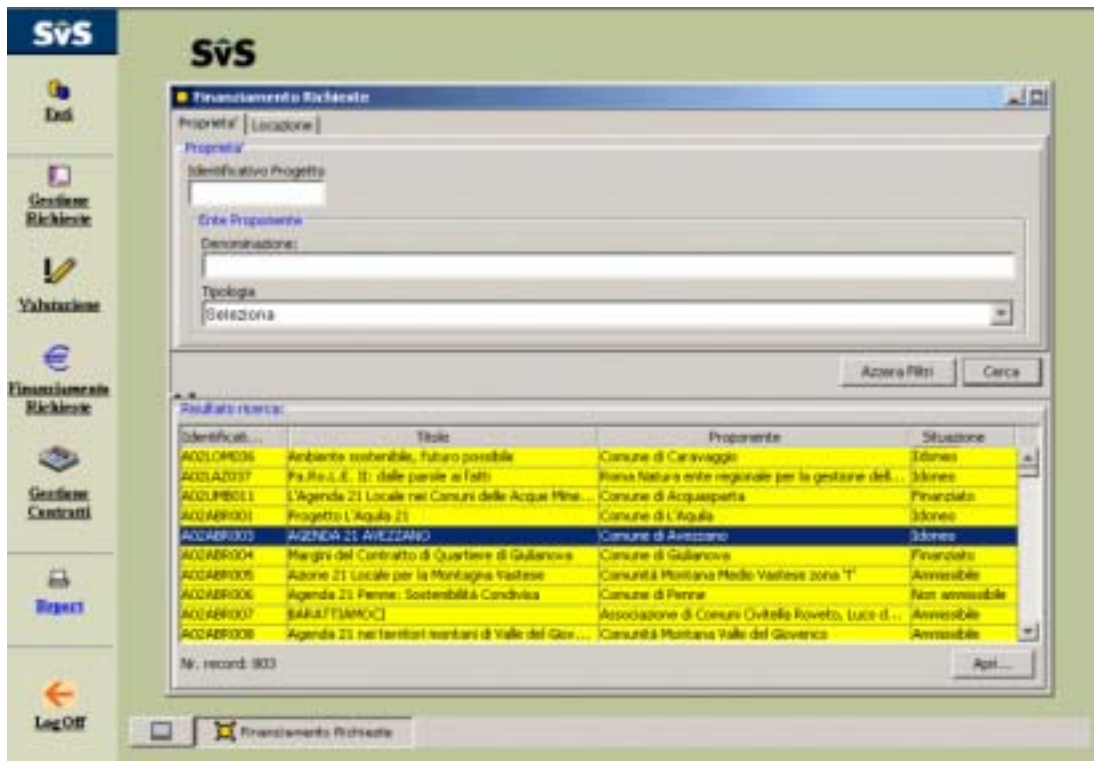 SvS
SvS
Enti
Gestione
Richieste
Valutazione
Finanziamento
Richieste
Gestione
Contratti
Report
Log Off
Finanziamento Richieste
Proprieta' Locazione
Proprieta'
Identificativo Progetto
Ente Proponente
Denominazione:
Tipologia
Seleziona
Azzera Filtri Cerca
Risultato ricerca:
Identificati... Titolo Proponente Situazione
A02LOM036 Ambiente sostenibile, futuro possibile Comune di Caravaggio Idoneo
A02LAZ037 Pa.Ro.L.E. II: dalle parole ai fatti Roma Natura ente regionale per la gestione dell... Idoneo
A02UMB011 L'Agenda 21 Locale nei Comuni delle Acque Mine... Comune di Acquasparta Finanziato
A02ABR001 Progetto L'Aquila 21 Comune di L'Aquila Idoneo
A02ABR003 AGENDA 21 AVEZZANO Comune di Avezzano Idoneo
A02ABR004 Margini del Contratto di Quartiere di Giulianova Comune di Giulianova Finanziato
A02ABR005 Azione 21 Locale per la Montagna Vastese Comunità Montana Medio Vastese zona 'T' Ammissibile
A02ABR006 Agenda 21 Penne: Sostenibilità Condivisa Comune di Penne Non ammissibile
A02ABR007 BARATTIAMOCI Associazione di Comuni Civitella Roveto, Luco d... Ammissibile
A02ABR008 Agenda 21 nei territori montani di Valle del Giov... Comunità Montana Valle del Giovenco Ammissibile
Nr. record: 803
Apri...
Finanziamento Richieste